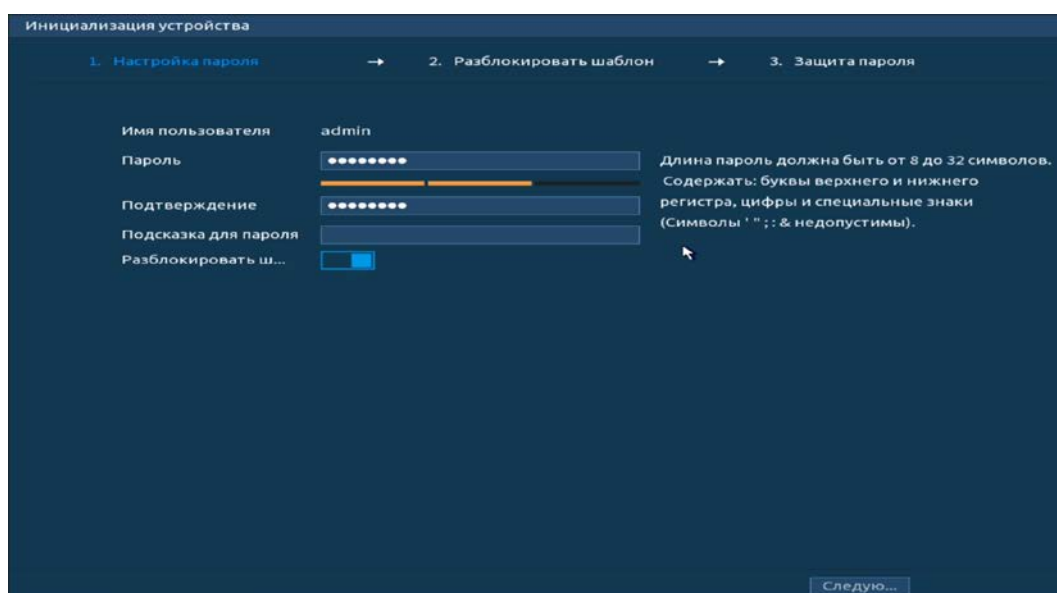 Инициализация устройства
1. Настройка пароля → 2. Разблокировать шаблон → 3. Защита пароля
Имя пользователя admin
Пароль ●●●●●●●● Длина пароль должна быть от 8 до 32 символов.
Содержать: буквы верхнего и нижнего
Подтверждение ●●●●●●●● регистра, цифры и специальные знаки
(Символы ' " ; : & недопустимы).
Подсказка для пароля
Разблокировать ш...
Следую...